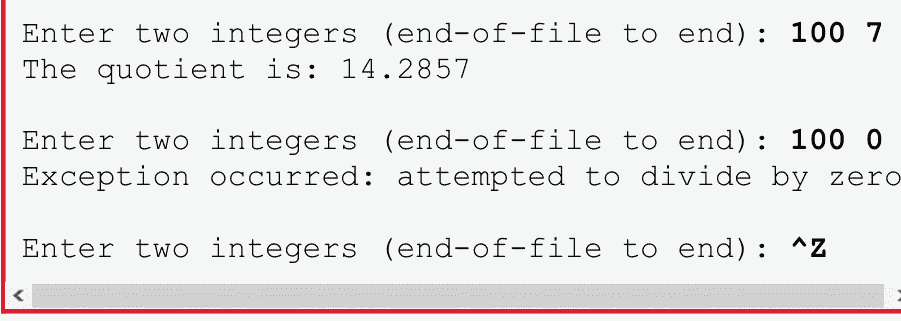 Enter two integers (end-of-file to end): 100 7
The quotient is: 14.2857
Enter two integers (end-of-file to end): 100 0
Exception occurred: attempted to divide by zero
Enter two integers (end-of-file to end): ^Z